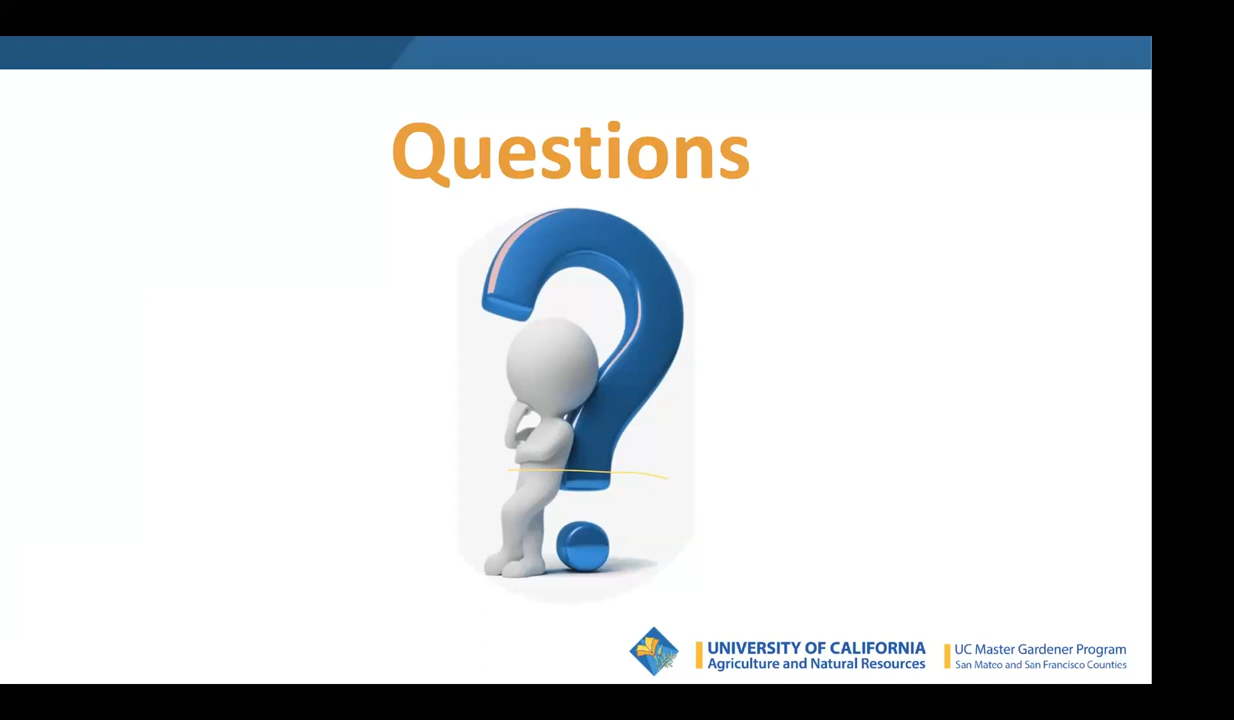 Questions
UNIVERSITY OF CALIFORNIA
Agriculture and Natural Resources
UC Master Gardener Program
San Mateo and San Francisco Counties